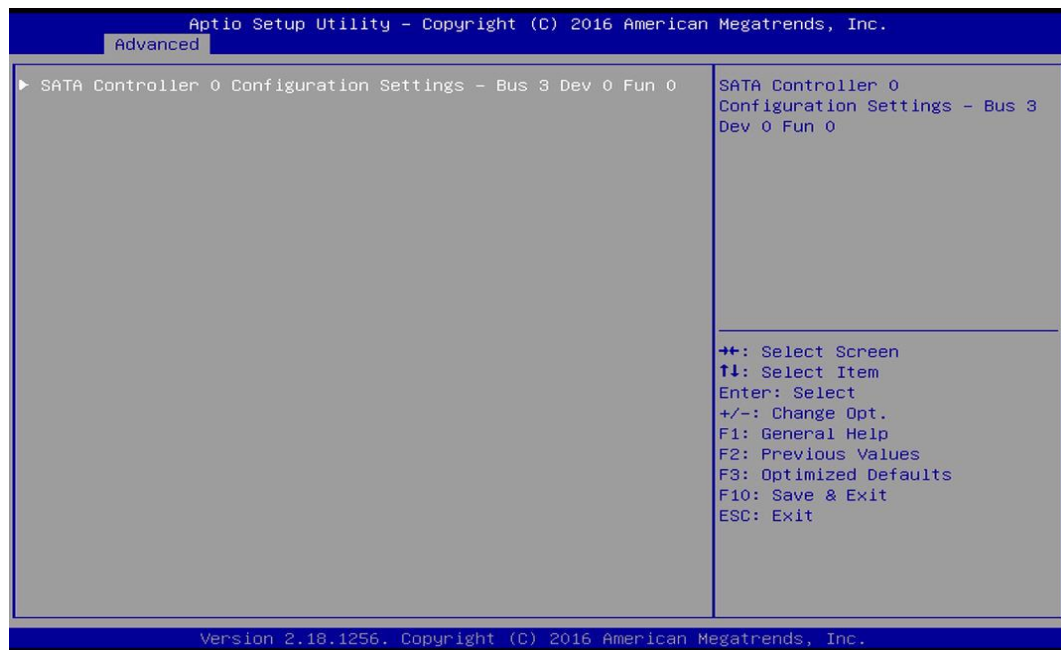 Aptio Setup Utility – Copyright (C) 2016 American Megatrends, Inc.
Advanced
▶ SATA Controller 0 Configuration Settings – Bus 3 Dev 0 Fun 0
SATA Controller 0
Configuration Settings – Bus 3
Dev 0 Fun 0
→←: Select Screen
↑↓: Select Item
Enter: Select
+/–: Change Opt.
F1: General Help
F2: Previous Values
F3: Optimized Defaults
F10: Save & Exit
ESC: Exit
Version 2.18.1256. Copyright (C) 2016 American Megatrends, Inc.